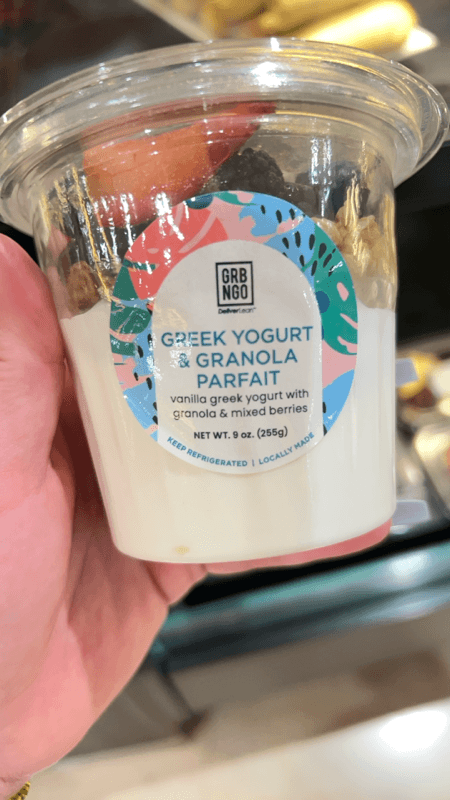 GRB
NGO
DeliverLean
GREEK YOGURT
& GRANOLA
PARFAIT
vanilla greek yogurt with
granola & mixed berries
NET WT. 9 oz. (255g)
KEEP REFRIGERATED | LOCALLY MADE